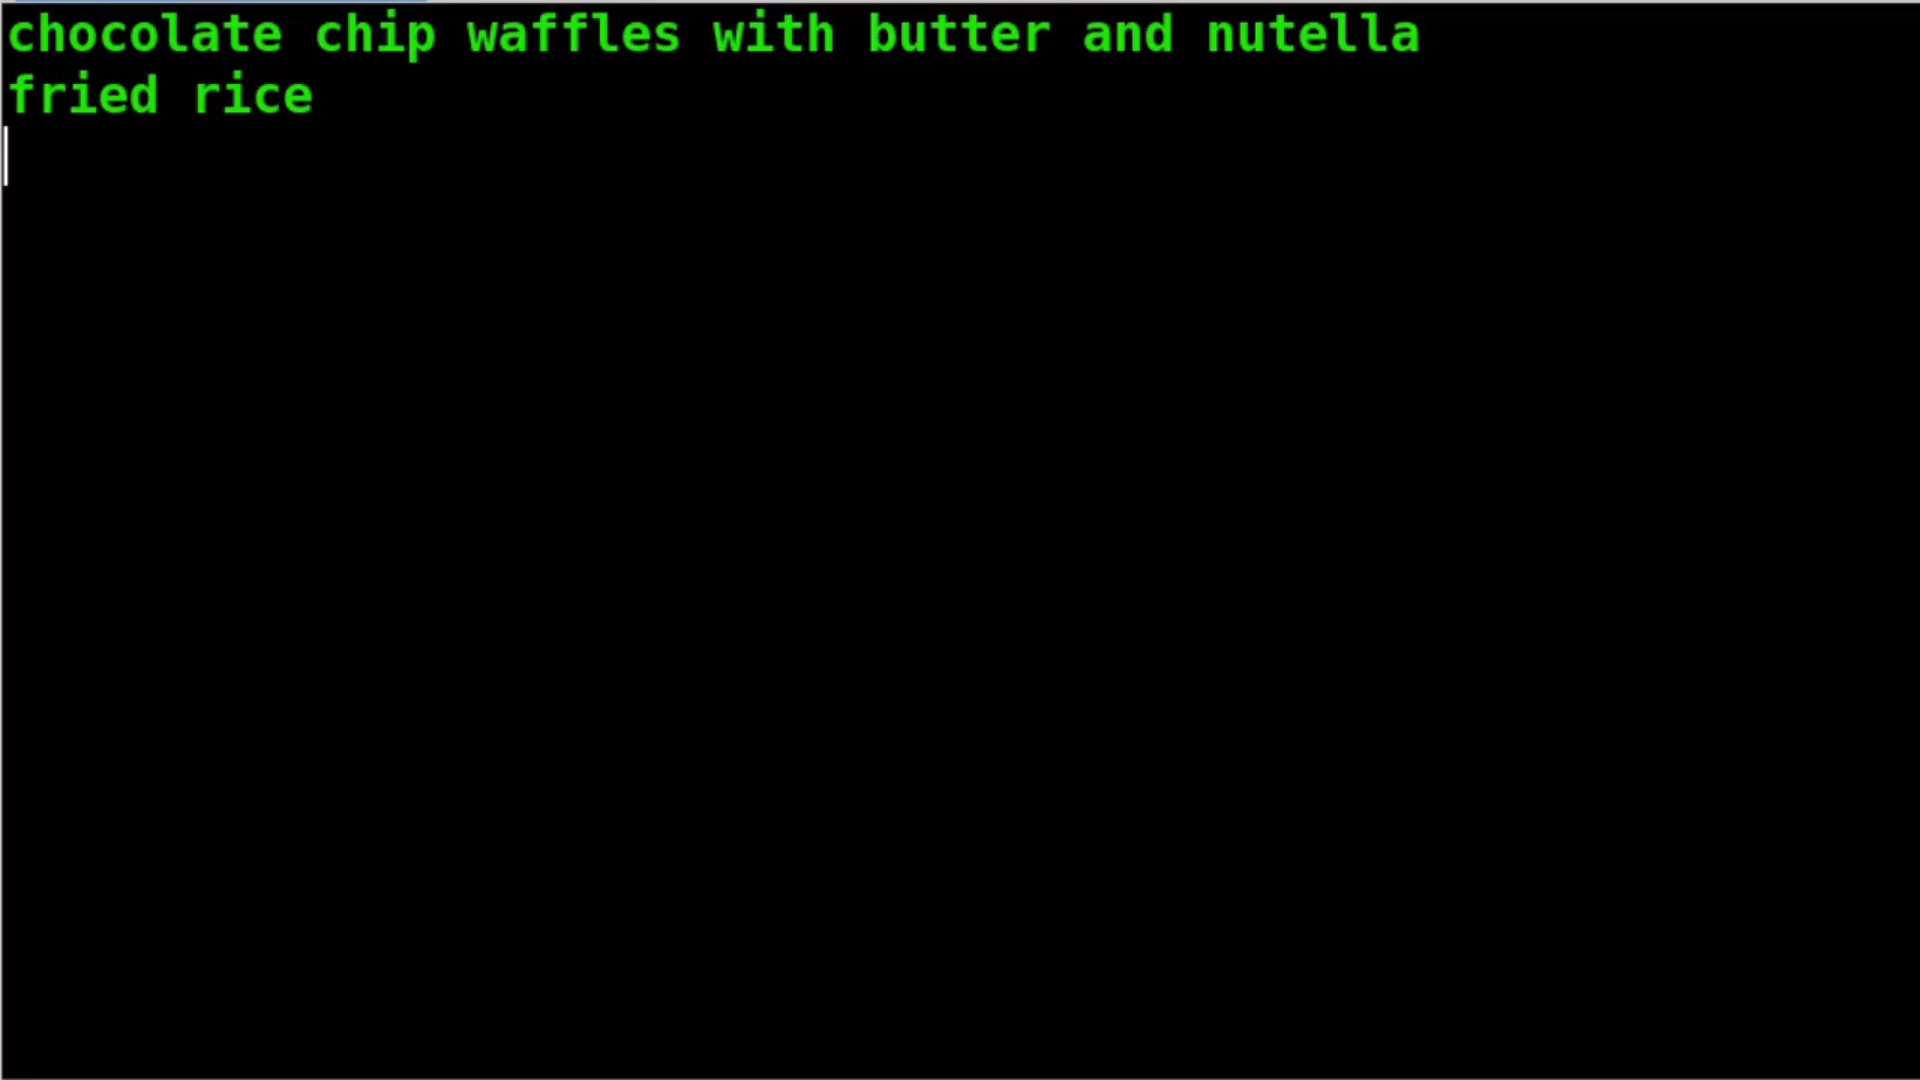 chocolate chip waffles with butter and nutella
fried rice